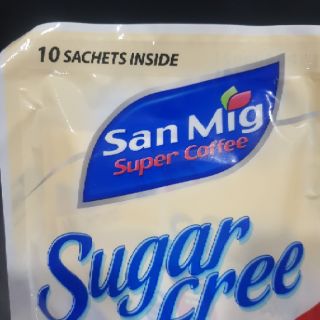 10 SACHETS INSIDE
San Mig
Super Coffee
Sugar
free